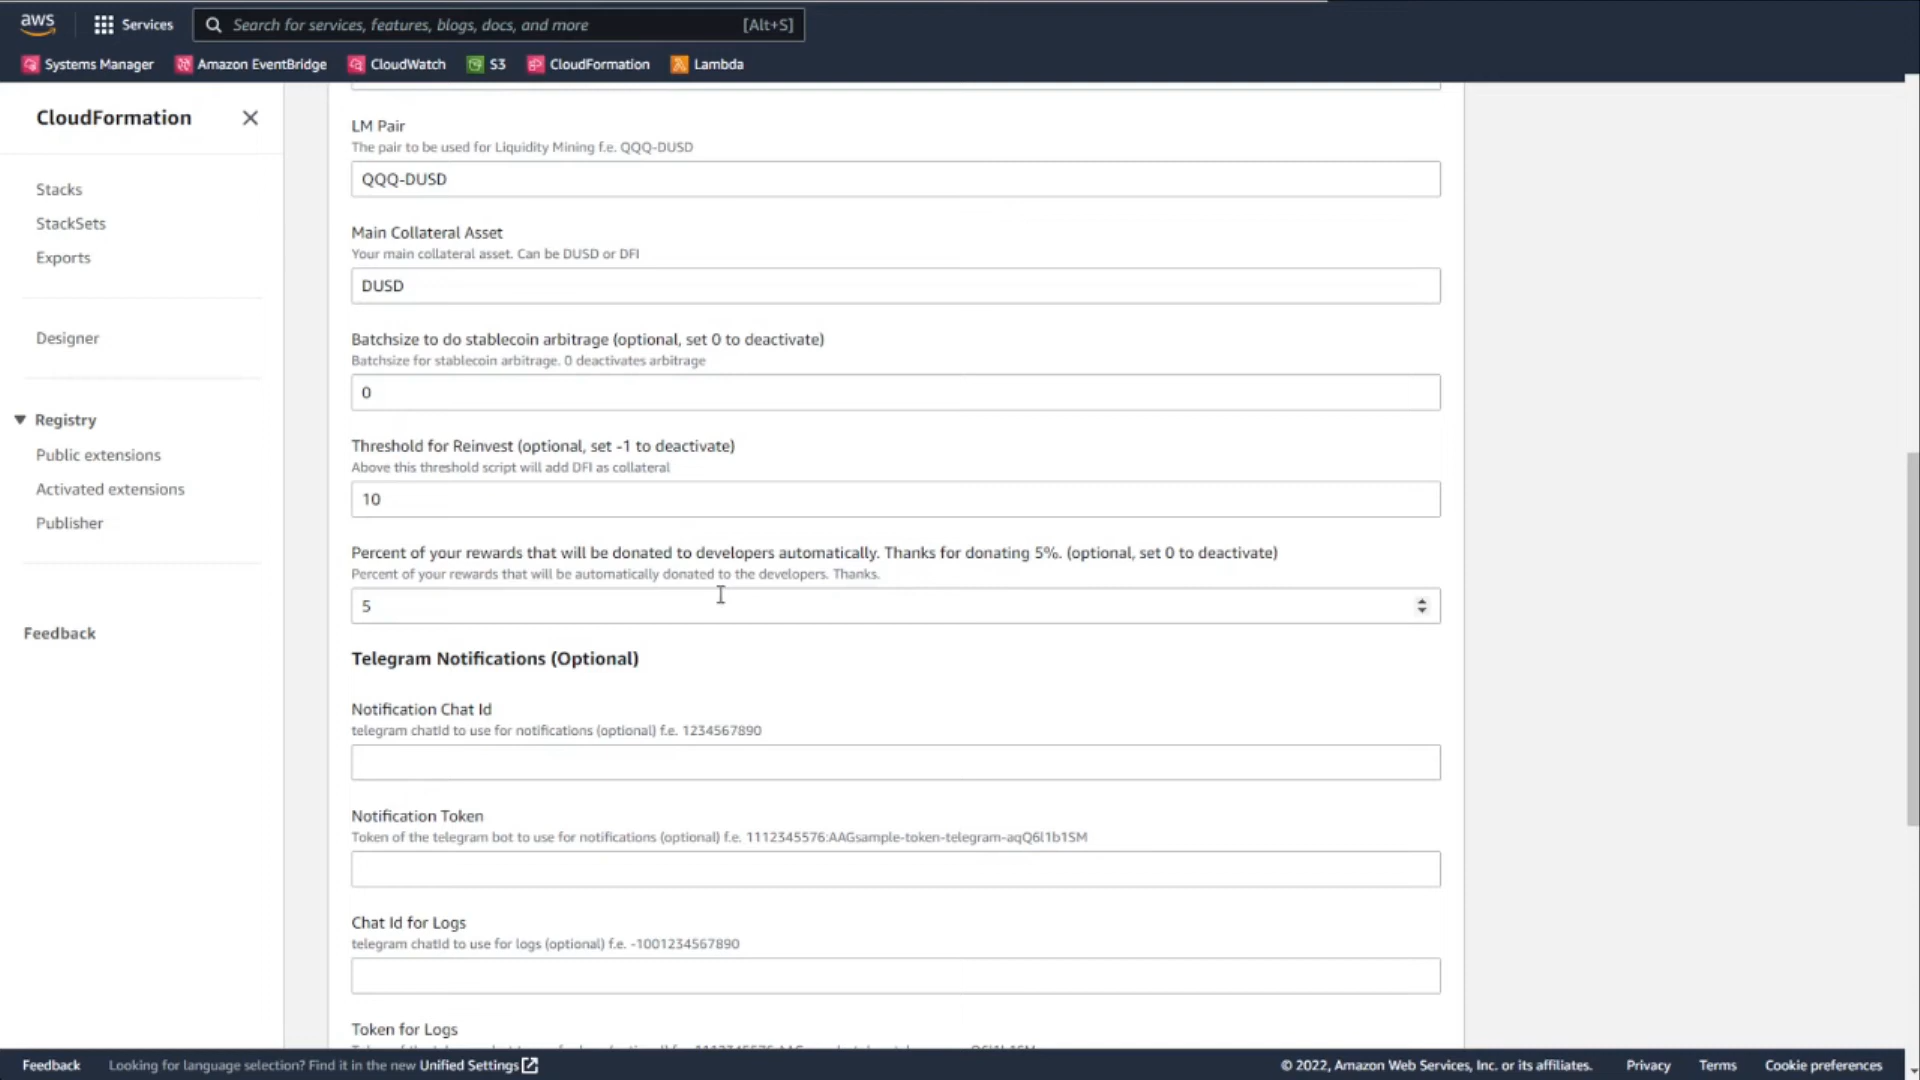 aws
Services
Search for services, features, blogs, docs, and more
[Alt+S]
Systems Manager
Amazon EventBridge
CloudWatch
S3
CloudFormation
Lambda
CloudFormation
Stacks
StackSets
Exports
Designer
Registry
Public extensions
Activated extensions
Publisher
Feedback
LM Pair
The pair to be used for Liquidity Mining f.e. QQQ-DUSD
QQQ-DUSD
Main Collateral Asset
Your main collateral asset. Can be DUSD or DFI
DUSD
Batchsize to do stablecoin arbitrage (optional, set 0 to deactivate)
Batchsize for stablecoin arbitrage. 0 deactivates arbitrage
0
Threshold for Reinvest (optional, set -1 to deactivate)
Above this threshold script will add DFI as collateral
10
Percent of your rewards that will be donated to developers automatically. Thanks for donating 5%. (optional, set 0 to deactivate)
Percent of your rewards that will be automatically donated to the developers. Thanks.
5
Telegram Notifications (Optional)
Notification Chat Id
telegram chatId to use for notifications (optional) f.e. 1234567890
Notification Token
Token of the telegram bot to use for notifications (optional) f.e. 1112345576:AAGsample-token-telegram-aqQ6l1b1SM
Chat Id for Logs
telegram chatId to use for logs (optional) f.e. -1001234567890
Token for Logs
Feedback
Looking for language selection? Find it in the new Unified Settings
© 2022, Amazon Web Services, Inc. or its affiliates.
Privacy
Terms
Cookie preferences